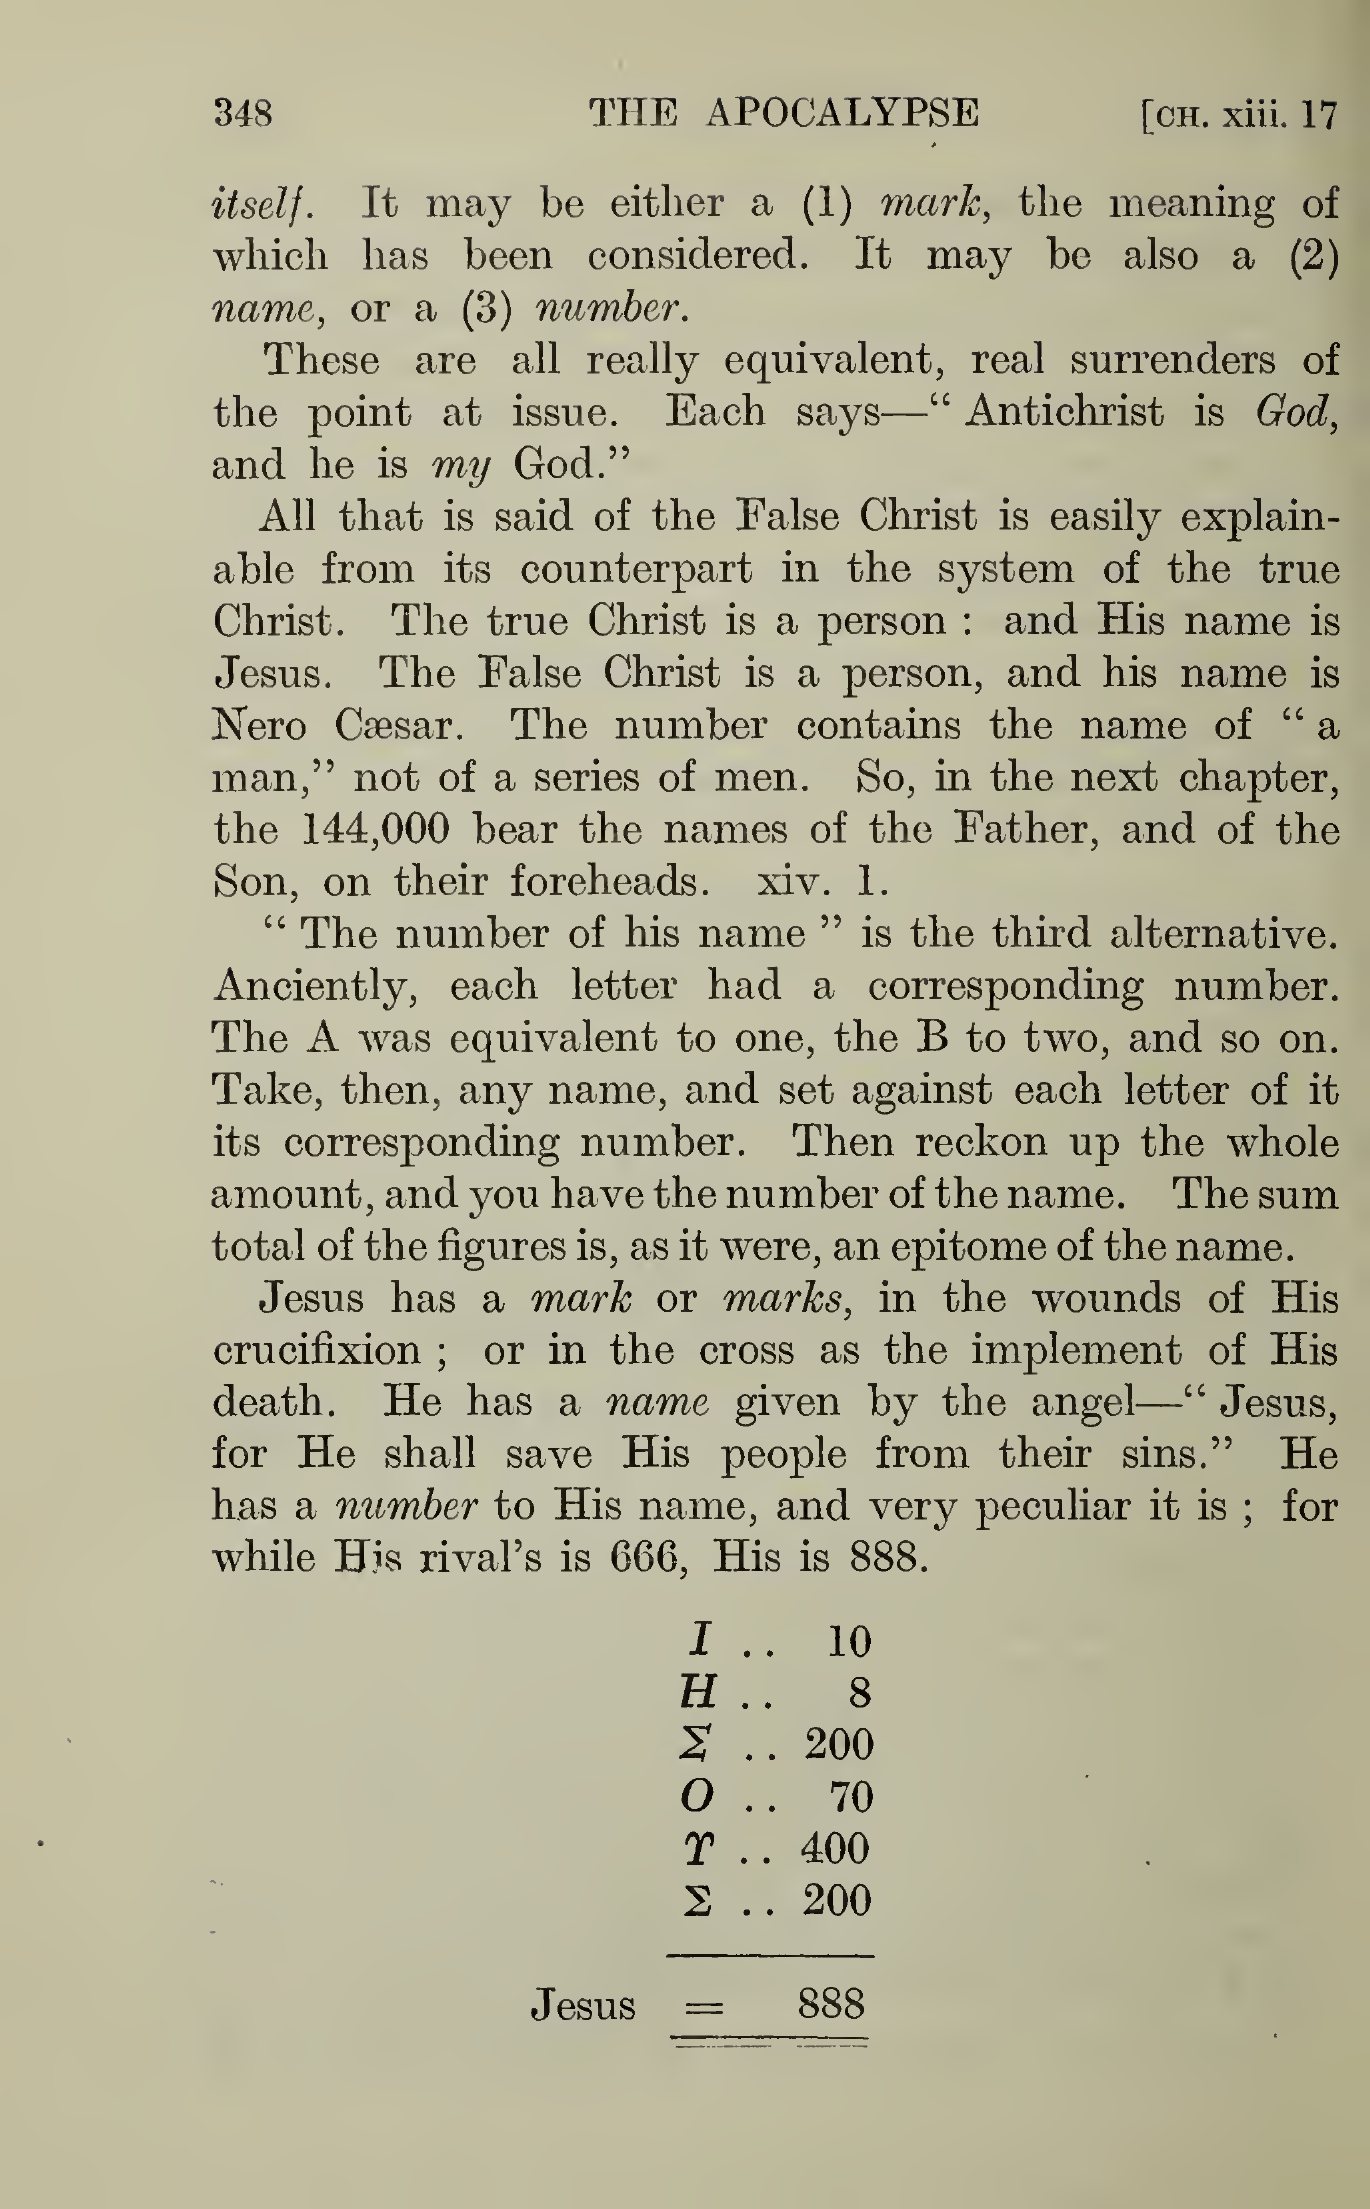 348 THE APOCALYPSE [CH. xiii. 17
itself. It may be either a (1) mark, the meaning of
which has been considered. It may be also a (2)
name, or a (3) number.
These are all really equivalent, real surrenders of
the point at issue. Each says—“ Antichrist is God,
and he is my God.”
All that is said of the False Christ is easily explain-
able from its counterpart in the system of the true
Christ. The true Christ is a person : and His name is
Jesus. The False Christ is a person, and his name is
Nero Cæsar. The number contains the name of “ a
man,” not of a series of men. So, in the next chapter,
the 144,000 bear the names of the Father, and of the
Son, on their foreheads. xiv. 1.
“ The number of his name ” is the third alternative.
Anciently, each letter had a corresponding number.
The A was equivalent to one, the B to two, and so on.
Take, then, any name, and set against each letter of it
its corresponding number. Then reckon up the whole
amount, and you have the number of the name. The sum
total of the figures is, as it were, an epitome of the name.
Jesus has a mark or marks, in the wounds of His
crucifixion ; or in the cross as the implement of His
death. He has a name given by the angel—“ Jesus,
for He shall save His people from their sins.” He
has a number to His name, and very peculiar it is ; for
while His rival’s is 666, His is 888.
I .. 10
H .. 8
Σ .. 200
O .. 70
ϒ .. 400
Σ .. 200
Jesus = 888